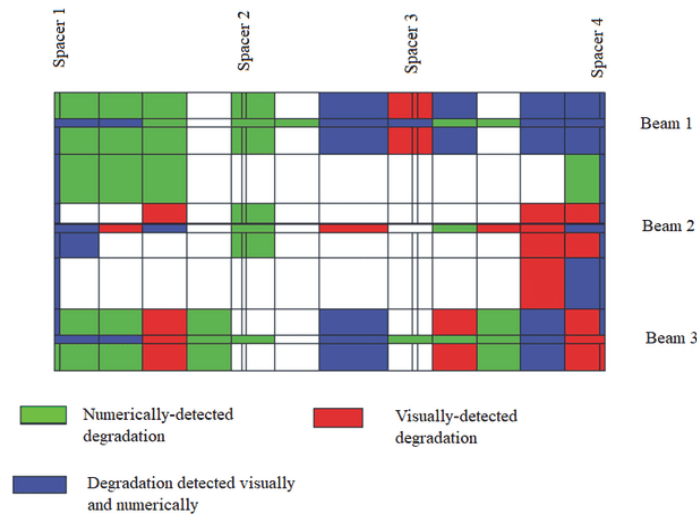 Spacer 1
Spacer 2
Spacer 3
Spacer 4
Beam 1
Beam 2
Beam 3
Numerically-detected
degradation
Visually-detected
degradation
Degradation detected visually
and numerically